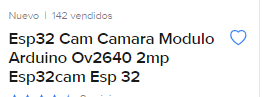 Nuevo | 142 vendidos
Esp32 Cam Camara Modulo
Arduino Ov2640 2mp
Esp32cam Esp 32